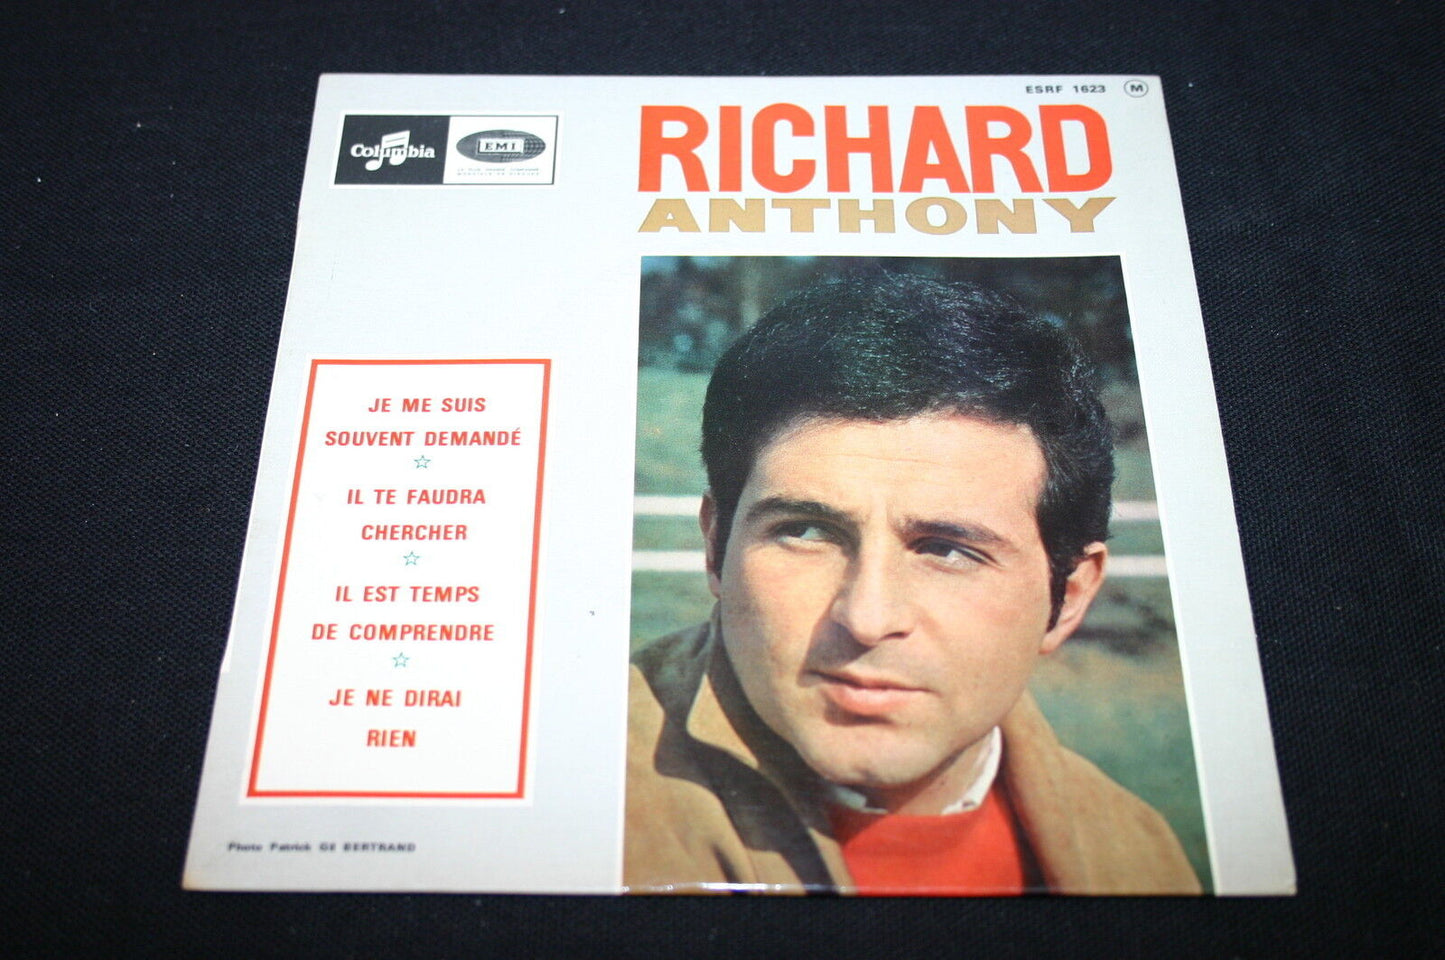 ESRF 1623 M
Columbia
EMI
RICHARD
ANTHONY
JE ME SUIS
SOUVENT DEMANDÉ
IL TE FAUDRA
CHERCHER
IL EST TEMPS
DE COMPRENDRE
JE NE DIRAI
RIEN
Photo Patrick GE BERTRAND